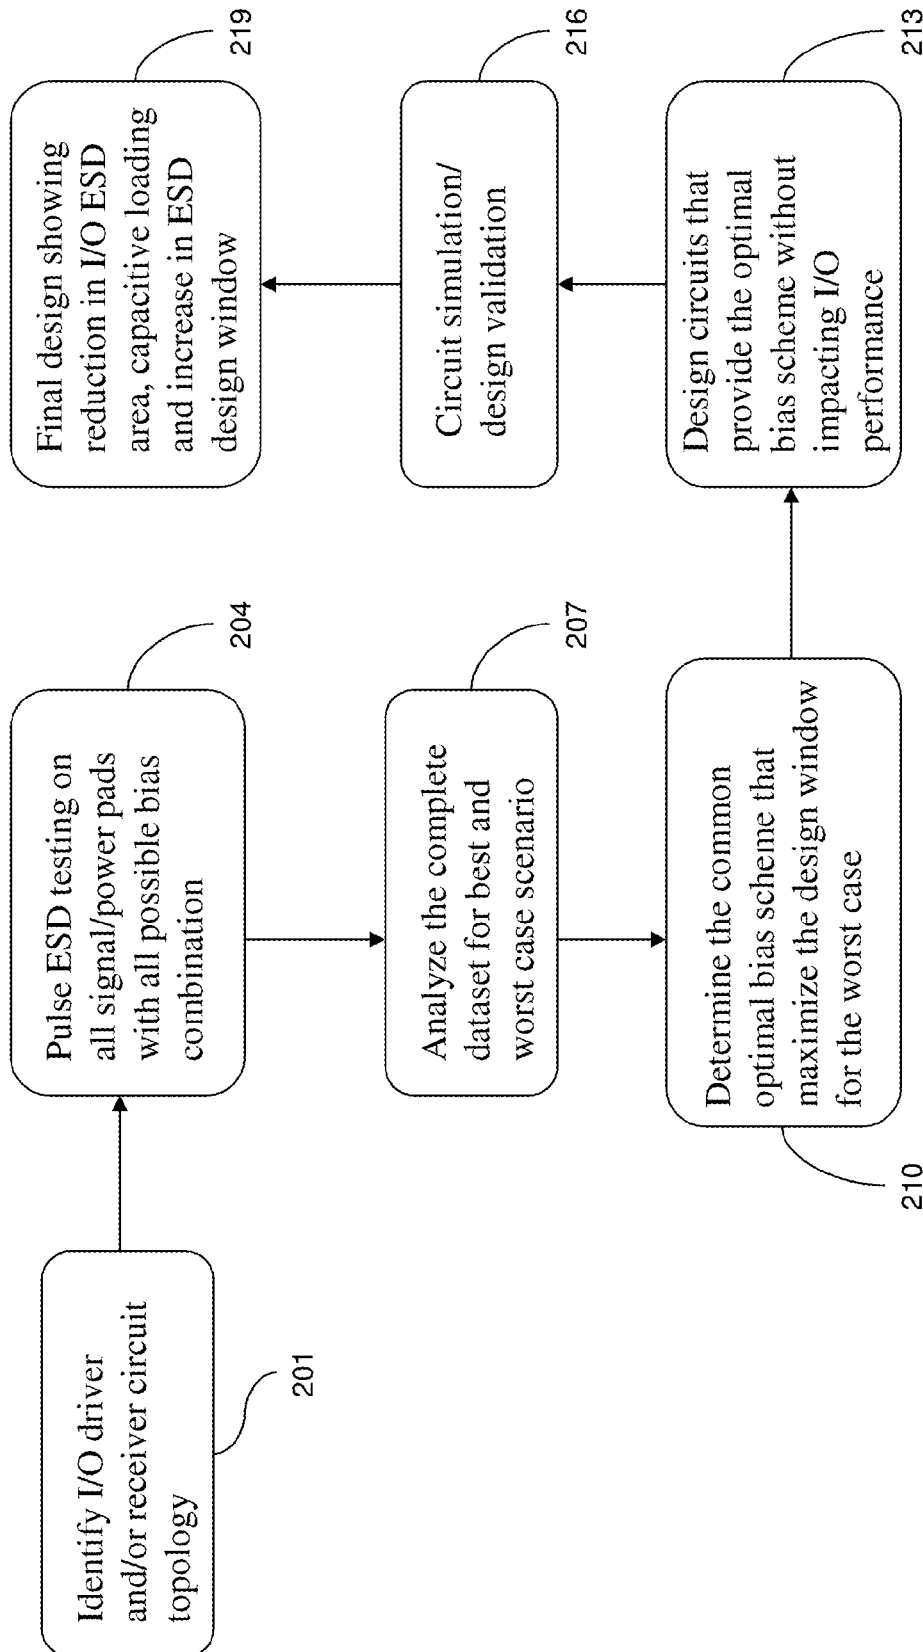 Identify I/O driver
and/or receiver circuit
topology
201
Pulse ESD testing on
all signal/power pads
with all possible bias
combination
204
Analyze the complete
dataset for best and
worst case scenario
207
Determine the common
optimal bias scheme that
maximize the design window
for the worst case
210
Design circuits that
provide the optimal
bias scheme without
impacting I/O
performance
213
Circuit simulation/
design validation
216
Final design showing
reduction in I/O ESD
area, capacitive loading
and increase in ESD
design window
219